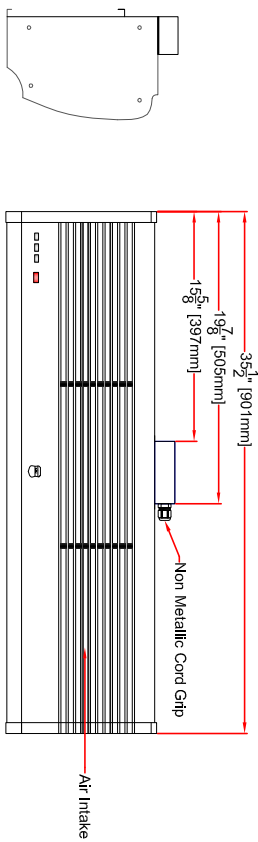 35 1/2" [901mm]
19 7/8" [505mm]
15 5/8" [397mm]
Non Metallic Cord Grip
Air Intake